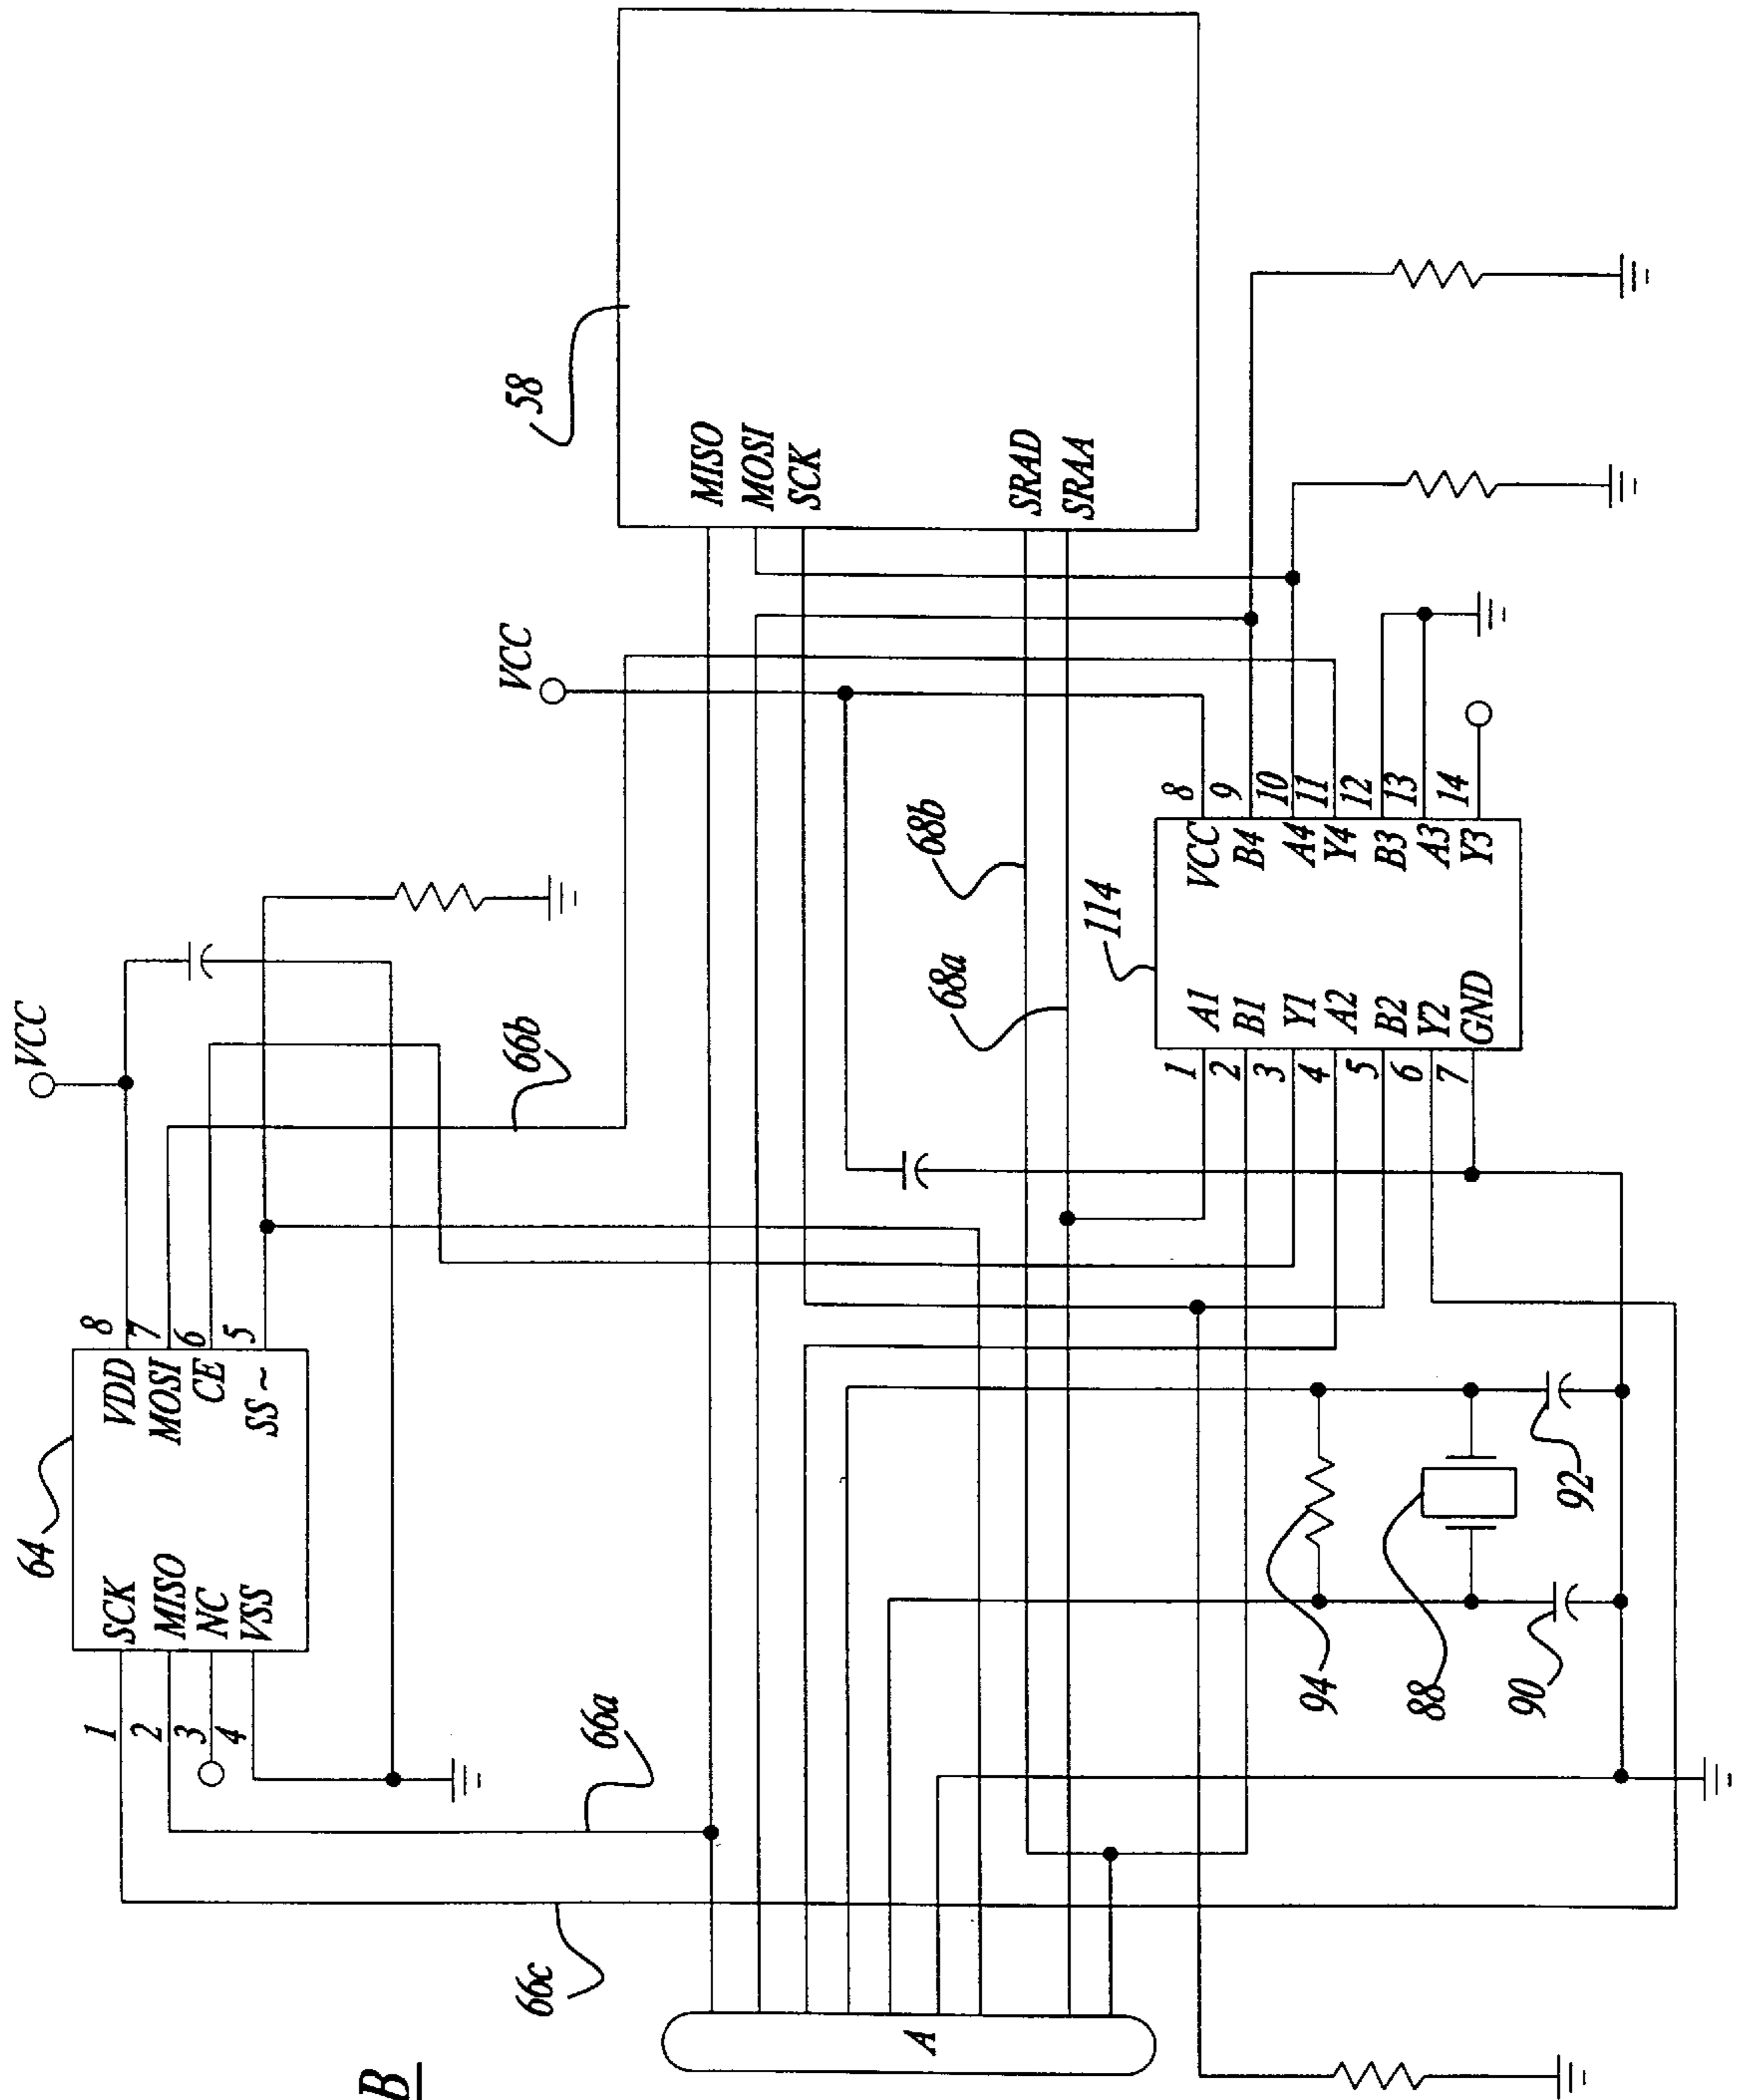 B
64
SCK
MISO
NC
VSS
VDD
MOSI
CE
SS ~
1
2
3
4
8
7
6
5
VCC
66c
66a
66b
58
MISO
MOSI
SCK
SRAD
SRAA
VCC
68a
68b
A
114
A1
B1
Y1
A2
B2
Y2
GND
VCC
B4
A4
Y4
B3
A3
Y3
1
2
3
4
5
6
7
8
9
10
11
12
13
14
94
88
90
92